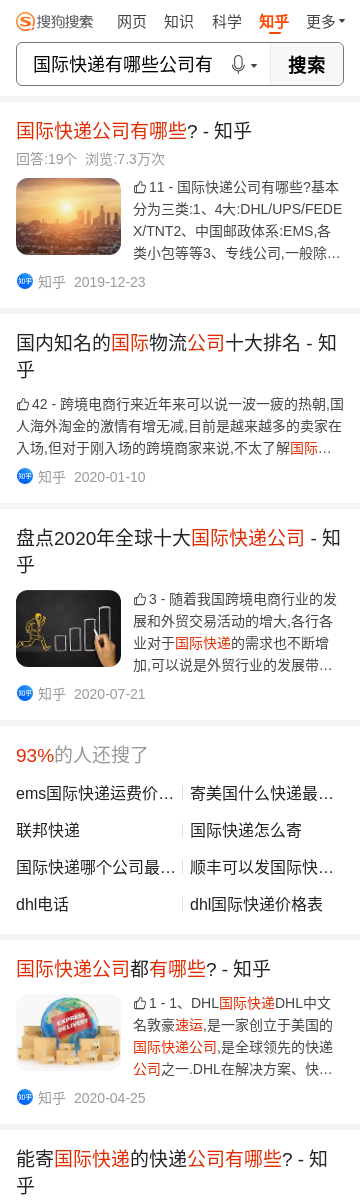 搜狗搜索 网页 知识 科学 知乎 更多
国际快递有哪些公司有 搜索
国际快递公司有哪些? - 知乎
回答:19个 浏览:7.3万次
11 - 国际快递公司有哪些?基本
分为三类:1、4大:DHL/UPS/FEDE
X/TNT2、中国邮政体系:EMS,各
类小包等等3、专线公司,一般除…
知乎 2019-12-23
国内知名的国际物流公司十大排名 - 知
乎
42 - 跨境电商行来近年来可以说一波一疲的热朝,国
人海外淘金的激情有增无减,目前是越来越多的卖家在
入场,但对于刚入场的跨境商家来说,不太了解国际…
知乎 2020-01-10
盘点2020年全球十大国际快递公司 - 知
乎
3 - 随着我国跨境电商行业的发
展和外贸交易活动的增大,各行各
业对于国际快递的需求也不断增
加,可以说是外贸行业的发展带…
知乎 2020-07-21
93%的人还搜了
ems国际快递运费价… 寄美国什么快递最…
联邦快递 国际快递怎么寄
国际快递哪个公司最… 顺丰可以发国际快…
dhl电话 dhl国际快递价格表
国际快递公司都有哪些? - 知乎
EXPRESS
DELIVERY
1 - 1、DHL国际快递DHL中文
名敦豪速运,是一家创立于美国的
国际快递公司,是全球领先的快递
公司之一.DHL在解决方案、快…
知乎 2020-04-25
能寄国际快递的快递公司有哪些? - 知
乎